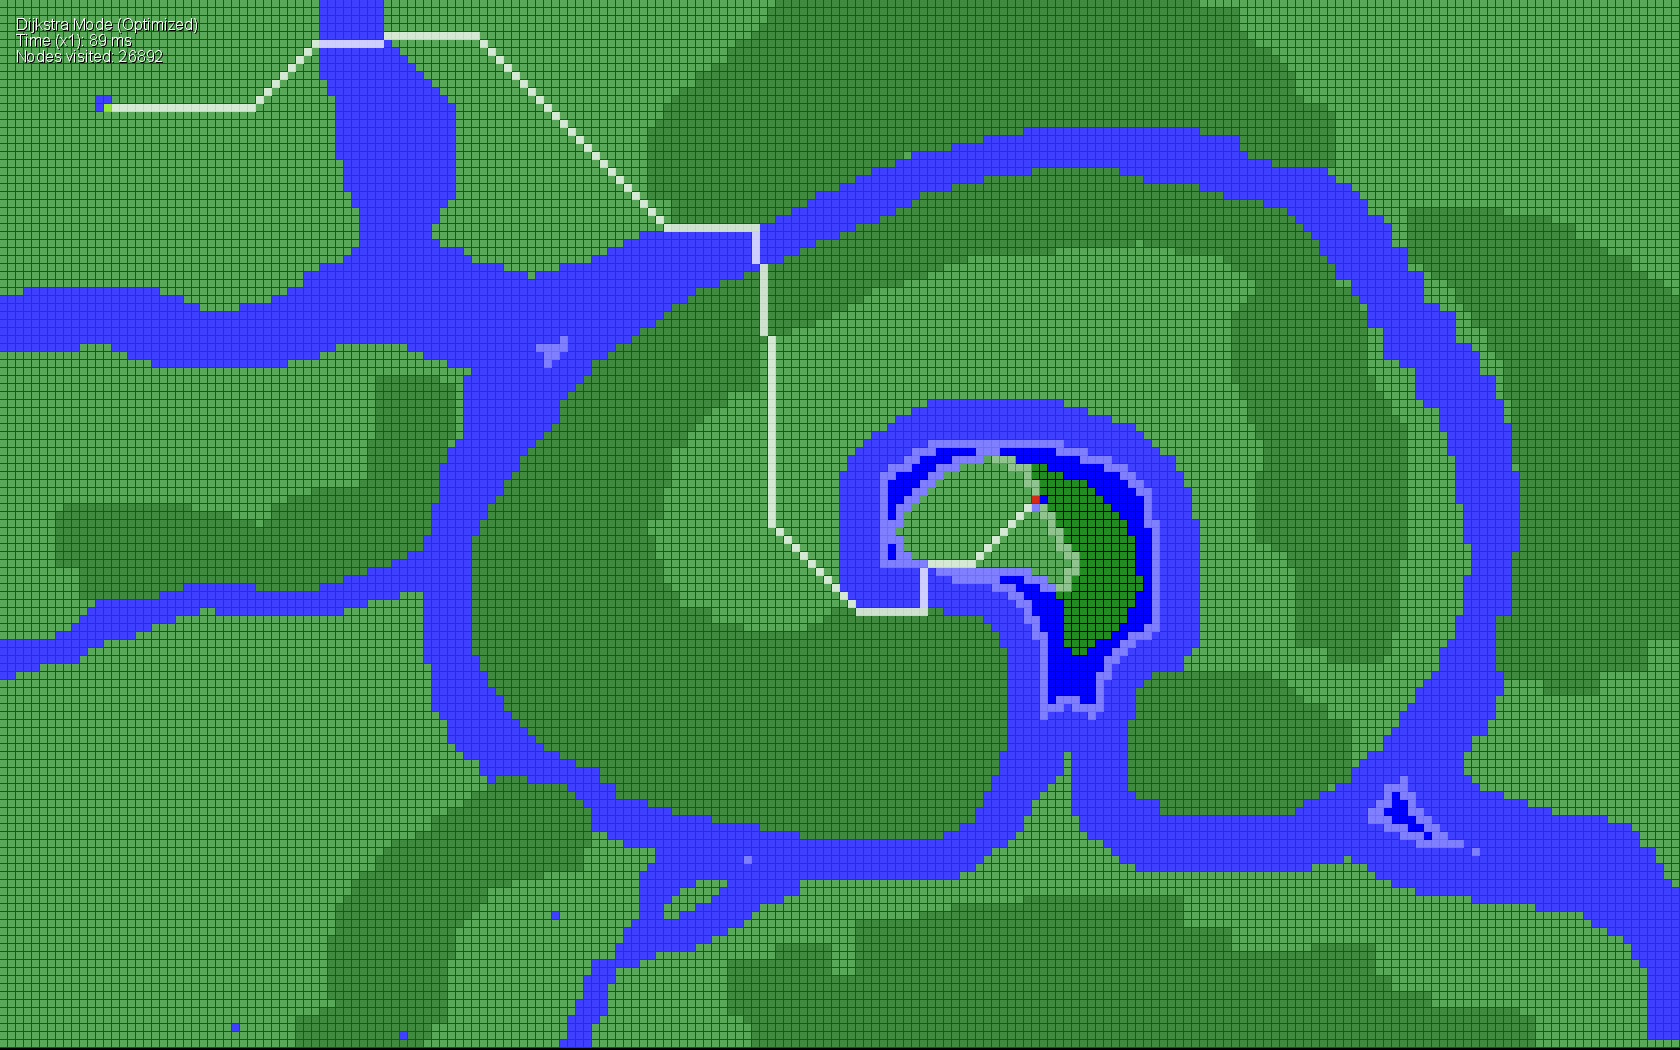 Dijkstra Mode (Optimized)
Time (x1): 89 ms
Nodes visited: 26892